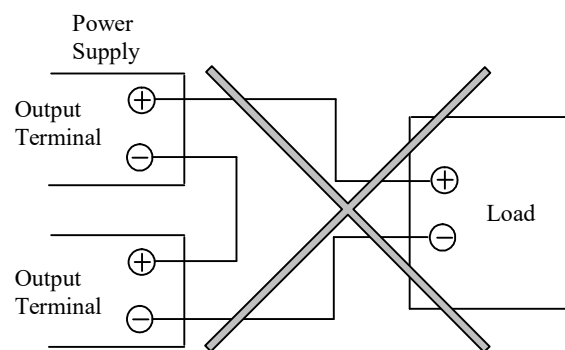 Power
Supply
Output
Terminal
+
−
Output
Terminal
+
−
+
−
Load